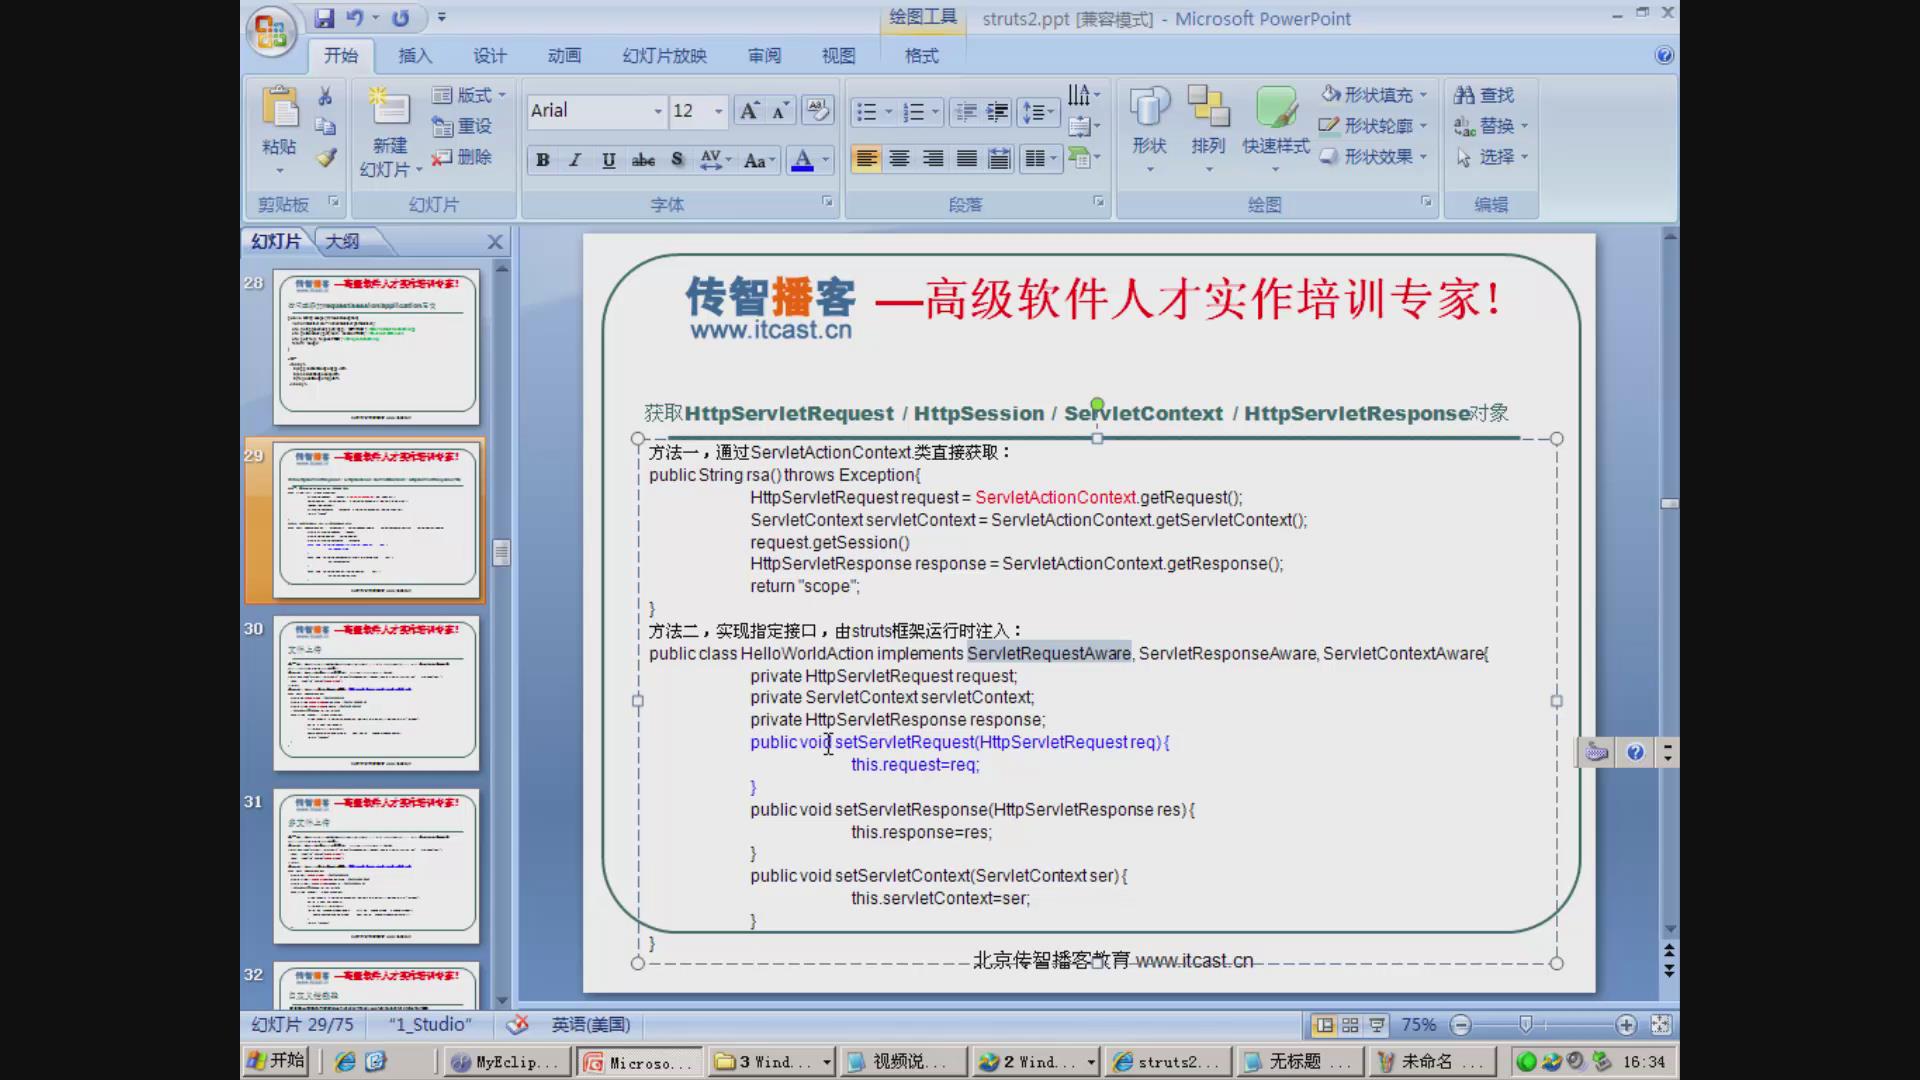 绘图工具
struts2.ppt [兼容模式] - Microsoft PowerPoint
开始 插入 设计 动画 幻灯片放映 审阅 视图 格式
粘贴
剪贴板
新建
幻灯片
版式
重设
删除
幻灯片
Arial 12
字体
段落
形状 排列 快速样式
形状填充
形状轮廓
形状效果
绘图
查找
替换
选择
编辑
幻灯片 大纲
28
29
30
文件上传
31
多文件上传
32
传智播客 —高级软件人才实作培训专家!
www.itcast.cn
获取HttpServletRequest / HttpSession / ServletContext / HttpServletResponse对象
方法一，通过ServletActionContext.类直接获取：
public String rsa() throws Exception{
HttpServletRequest request = ServletActionContext.getRequest();
ServletContext servletContext = ServletActionContext.getServletContext();
request.getSession()
HttpServletResponse response = ServletActionContext.getResponse();
return "scope";
}
方法二，实现指定接口，由struts框架运行时注入：
public class HelloWorldAction implements ServletRequestAware, ServletResponseAware, ServletContextAware{
private HttpServletRequest request;
private ServletContext servletContext;
private HttpServletResponse response;
public void setServletRequest(HttpServletRequest req){
this.request=req;
}
public void setServletResponse(HttpServletResponse res){
this.response=res;
}
public void setServletContext(ServletContext ser){
this.servletContext=ser;
}
}
北京传智播客教育 www.itcast.cn
幻灯片 29/75 "1_Studio" 英语(美国) 75%
开始 MyEclip... Microso... 3 Wind... 视频说... 2 Wind... struts2... 无标题 ... 未命名 ... 16:34